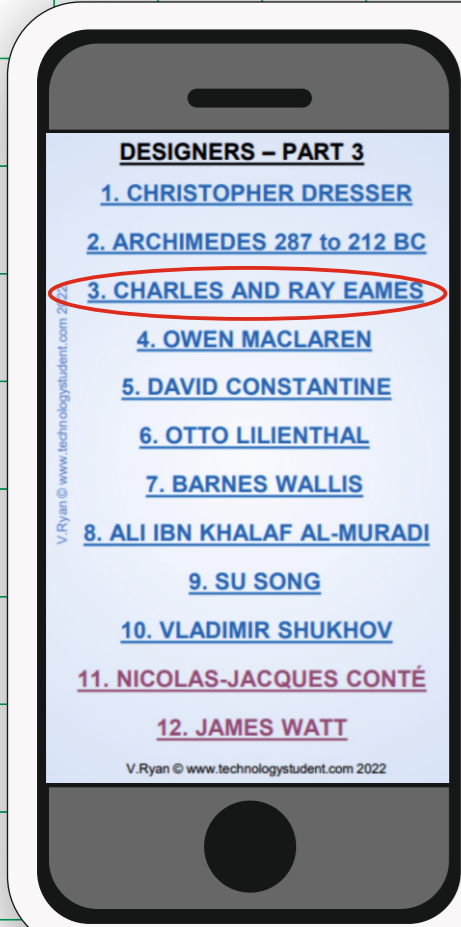 DESIGNERS – PART 3
1. CHRISTOPHER DRESSER
2. ARCHIMEDES 287 to 212 BC
3. CHARLES AND RAY EAMES
4. OWEN MACLAREN
5. DAVID CONSTANTINE
6. OTTO LILIENTHAL
7. BARNES WALLIS
8. ALI IBN KHALAF AL-MURADI
9. SU SONG
10. VLADIMIR SHUKHOV
11. NICOLAS-JACQUES CONTÉ
12. JAMES WATT
V.Ryan © www.technologystudent.com 2022
V.Ryan © www.technologystudent.com 2022